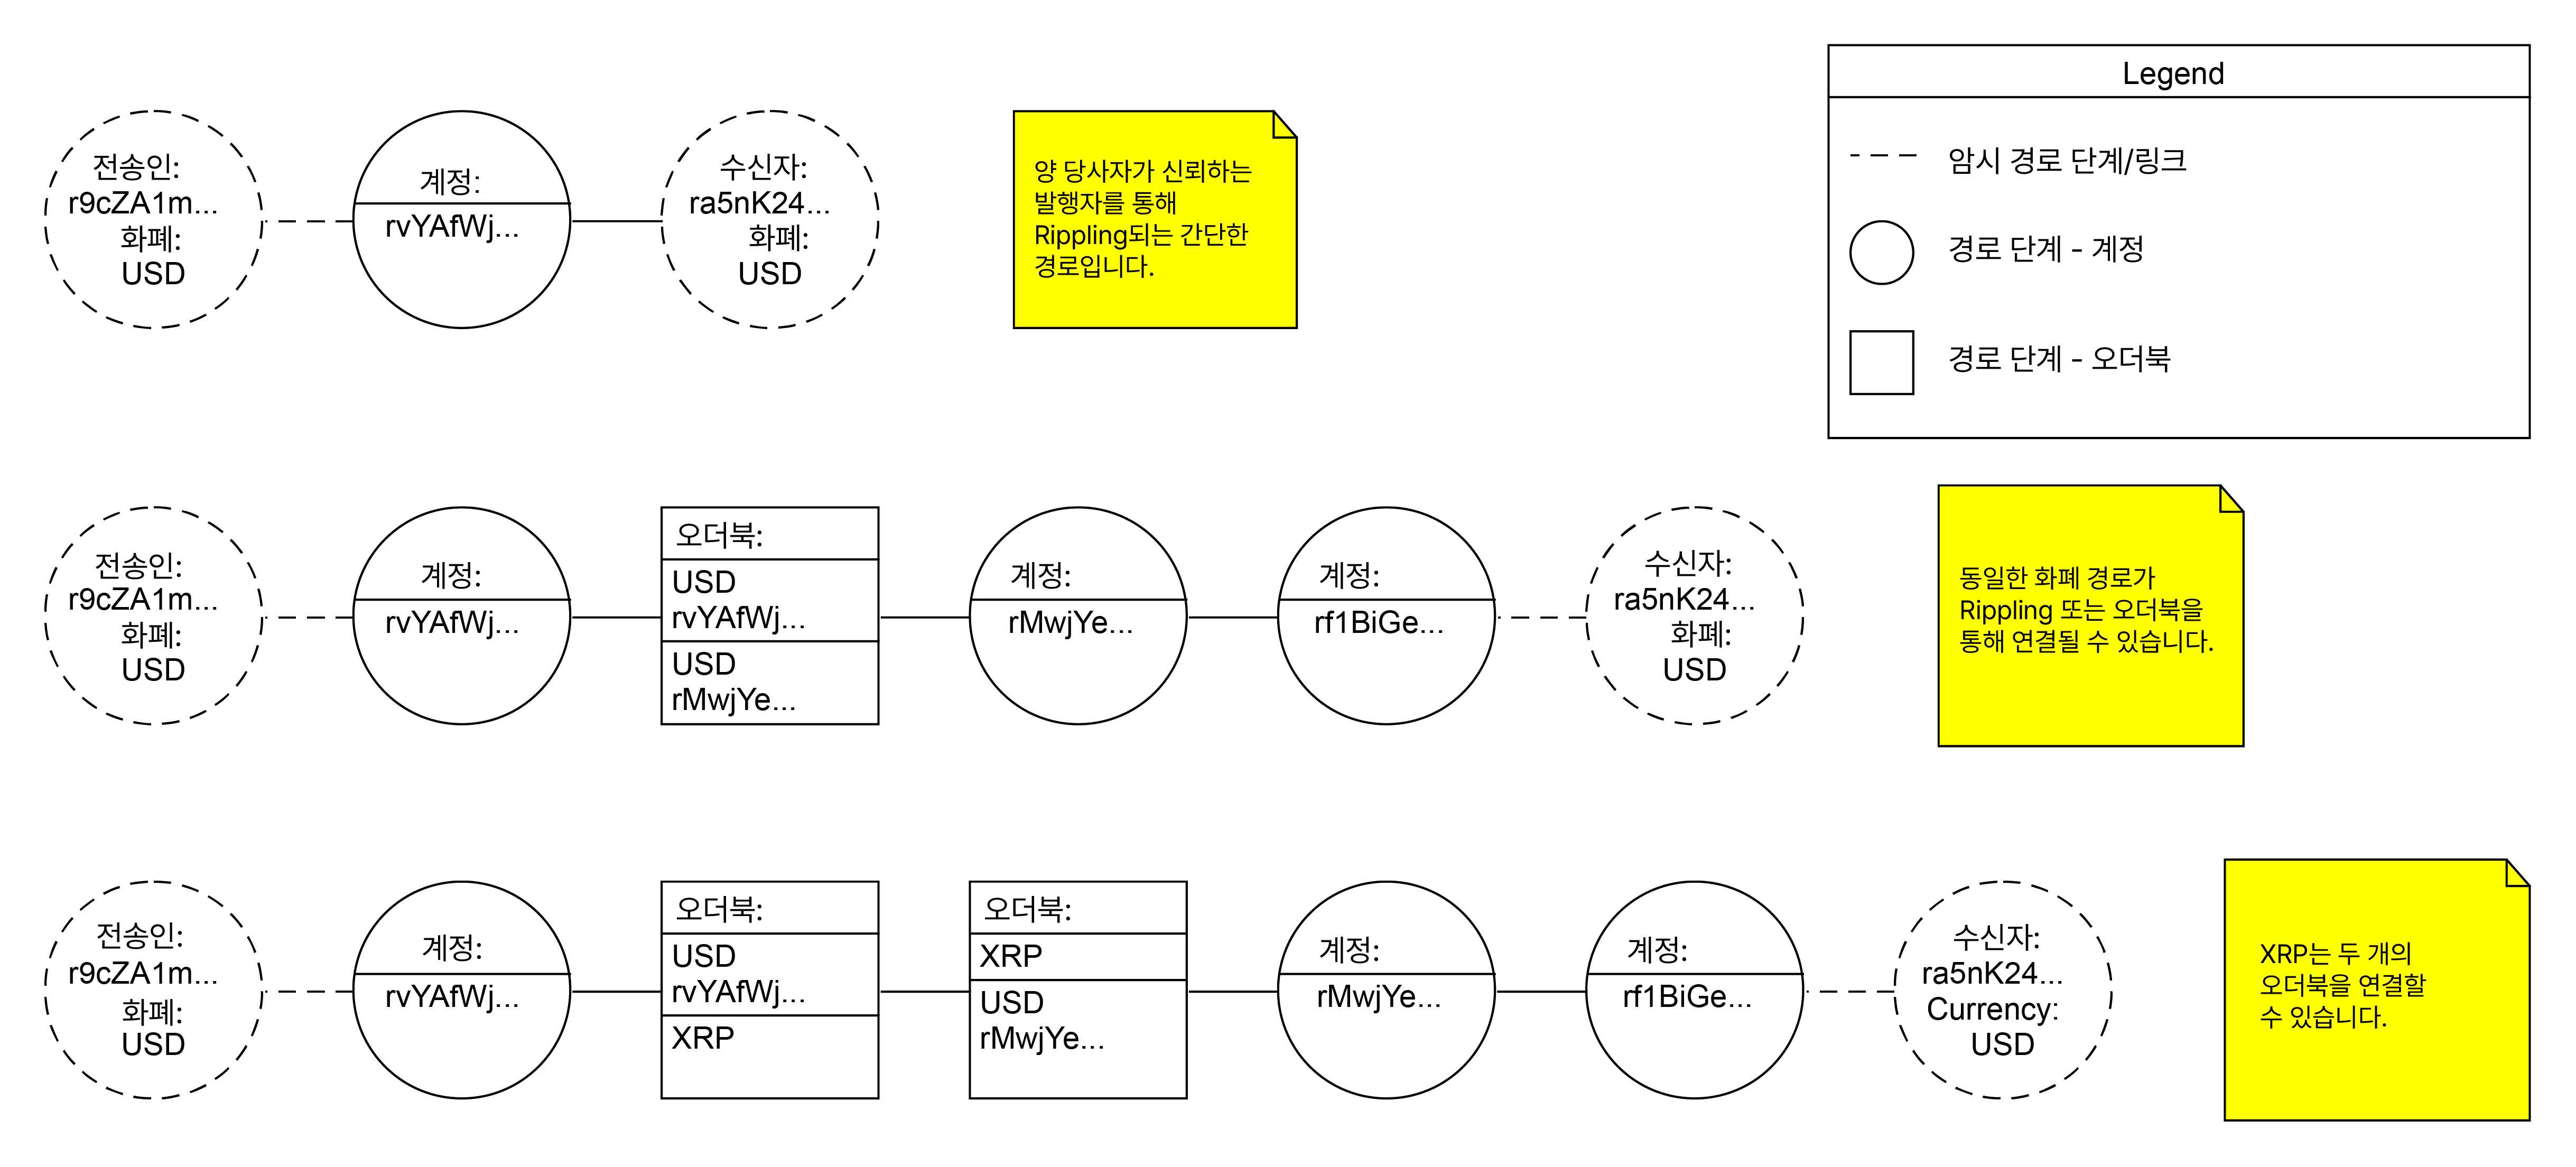 Legend
암시 경로 단계/링크
경로 단계 - 계정
경로 단계 - 오더북
전송인:
r9cZA1m...
화폐:
USD
계정:
rvYAfWj...
수신자:
ra5nK24...
화폐:
USD
양 당사자가 신뢰하는
발행자를 통해
Rippling되는 간단한
경로입니다.
전송인:
r9cZA1m...
화폐:
USD
계정:
rvYAfWj...
오더북:
USD
rvYAfWj...
USD
rMwjYe...
계정:
rMwjYe...
계정:
rf1BiGe...
수신자:
ra5nK24...
화폐:
USD
동일한 화폐 경로가
Rippling 또는 오더북을
통해 연결될 수 있습니다.
전송인:
r9cZA1m...
화폐:
USD
계정:
rvYAfWj...
오더북:
USD
rvYAfWj...
XRP
오더북:
XRP
USD
rMwjYe...
계정:
rMwjYe...
계정:
rf1BiGe...
수신자:
ra5nK24...
Currency:
USD
XRP는 두 개의
오더북을 연결할
수 있습니다.